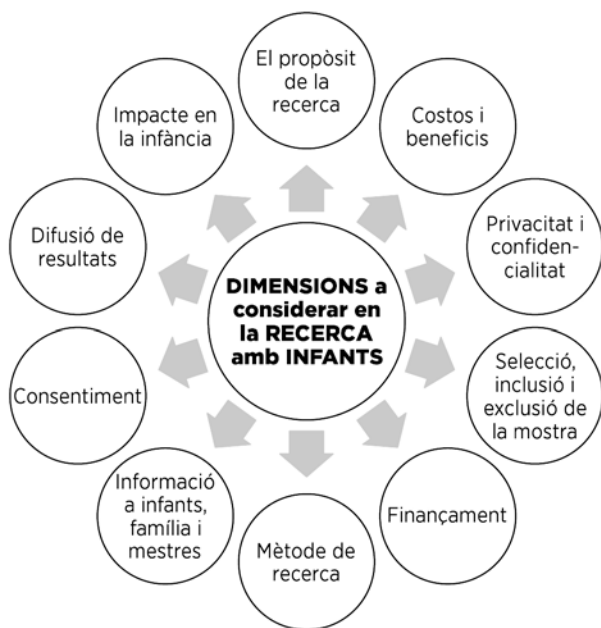 El propòsit
de la
recerca
Costos i
beneficis
Privacitat i
confiden-
cialitat
Selecció,
inclusió i
exclusió de
la mostra
Finançament
Mètode de
recerca
Informació
a infants,
família i
mestres
Consentiment
Difusió de
resultats
Impacte en
la infància
DIMENSIONS a
considerar en
la RECERCA
amb INFANTS